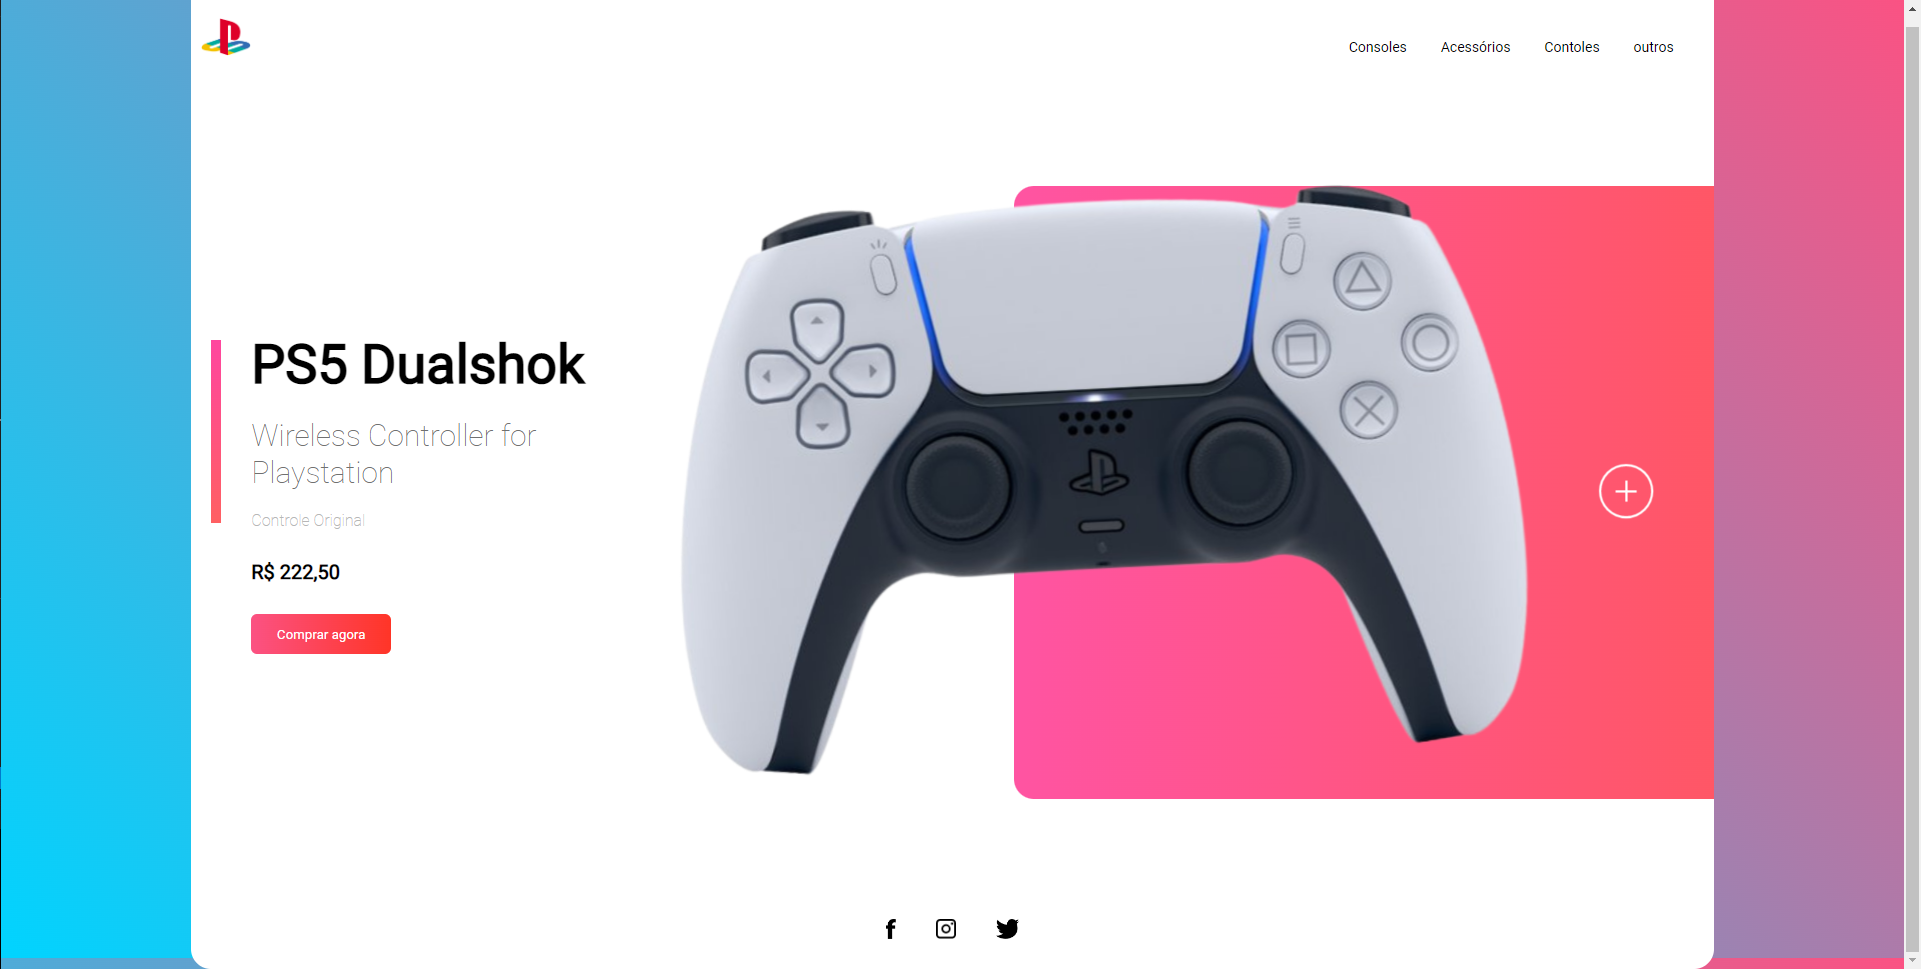 Consoles Acessórios Contoles outros
PS5 Dualshok
Wireless Controller for
Playstation
Controle Original
R$ 222,50
Comprar agora